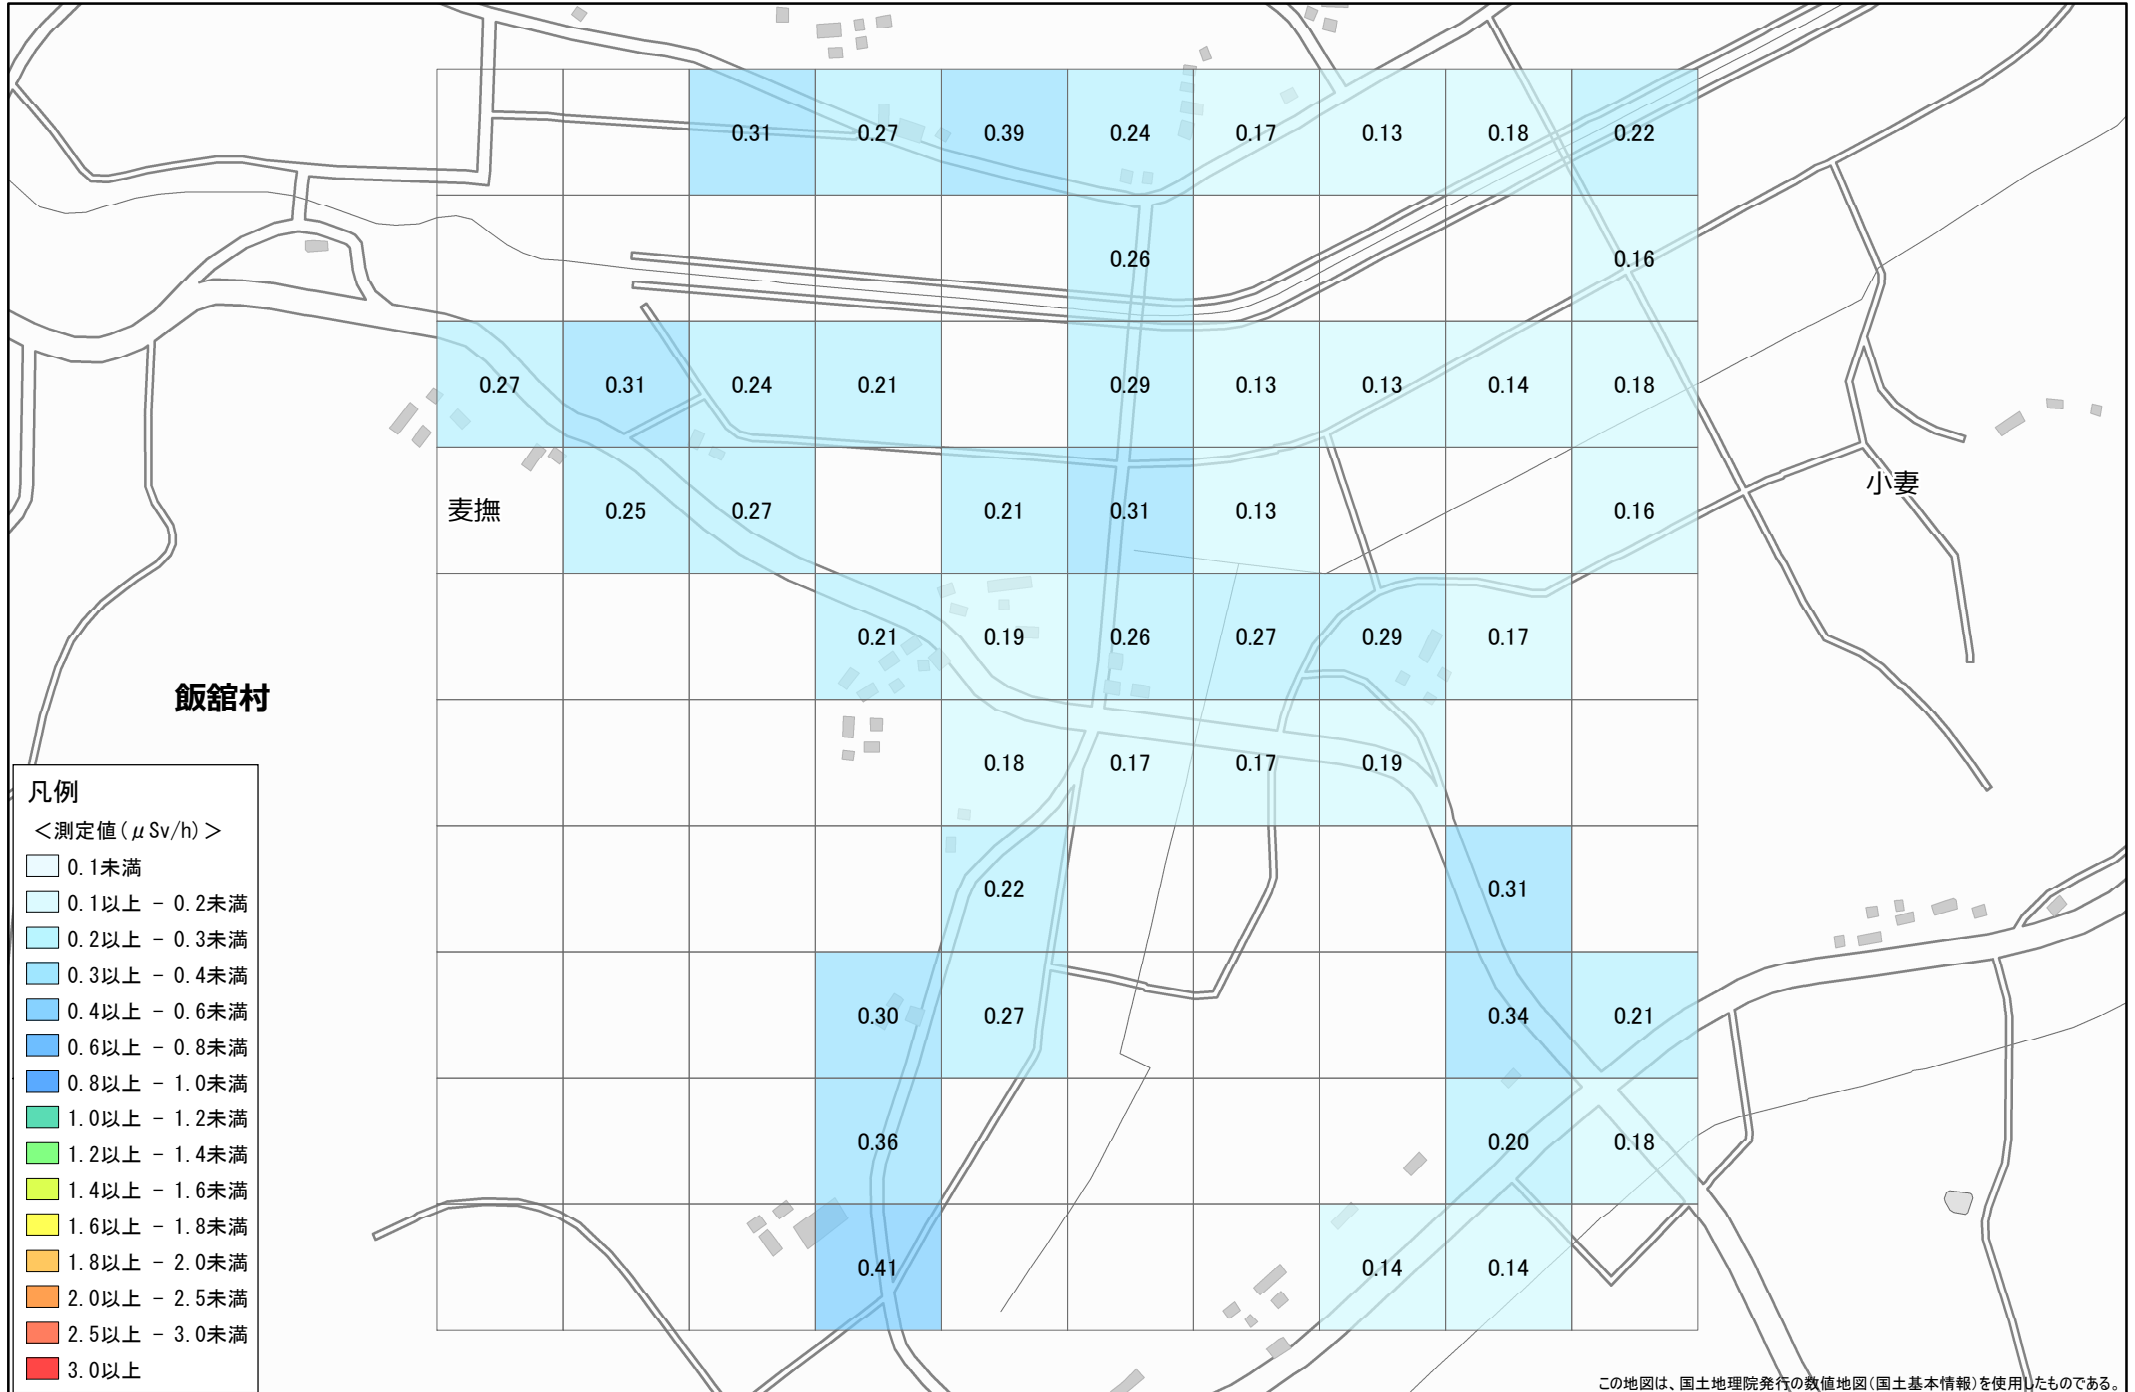 0.31 0.27 0.39 0.24 0.17 0.13 0.18 0.22
0.26 0.16
0.27 0.31 0.24 0.21 0.29 0.13 0.13 0.14 0.18
麦撫 0.25 0.27 0.21 0.31 0.13 0.16
小妻
0.21 0.19 0.26 0.27 0.29 0.17
飯舘村
0.18 0.17 0.17 0.19
0.22 0.31
0.30 0.27 0.34 0.21
0.36 0.20 0.18
0.41 0.14 0.14
凡例
＜測定値(μSv/h)＞
0.1未満
0.1以上 － 0.2未満
0.2以上 － 0.3未満
0.3以上 － 0.4未満
0.4以上 － 0.6未満
0.6以上 － 0.8未満
0.8以上 － 1.0未満
1.0以上 － 1.2未満
1.2以上 － 1.4未満
1.4以上 － 1.6未満
1.6以上 － 1.8未満
1.8以上 － 2.0未満
2.0以上 － 2.5未満
2.5以上 － 3.0未満
3.0以上
この地図は、国土地理院発行の数値地図(国土基本情報)を使用したものである。